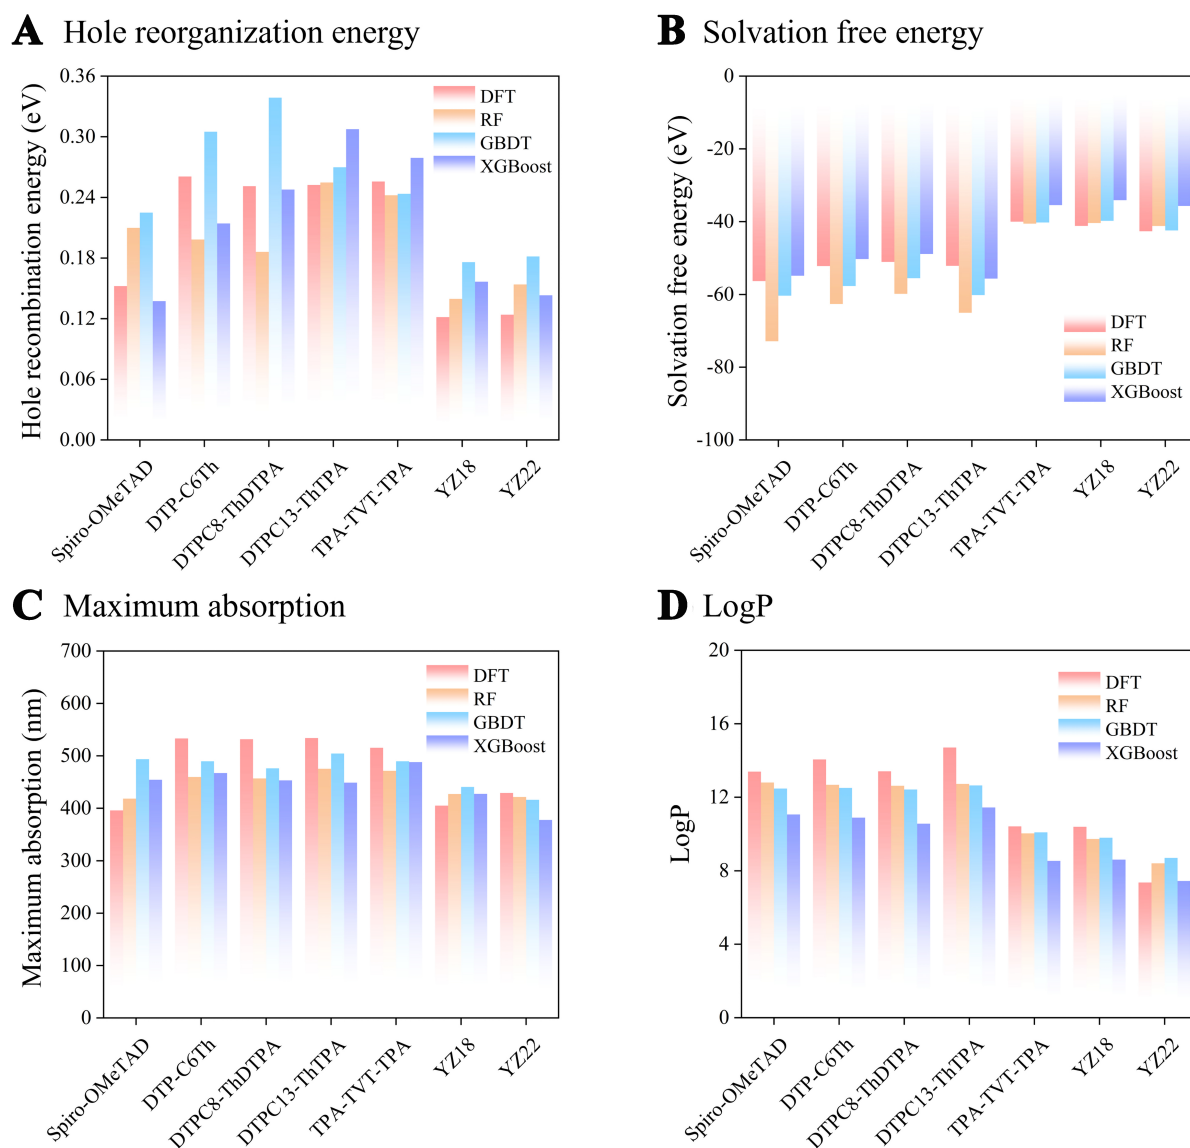 A Hole reorganization energy
Hole recombination energy (eV)
0.36
0.30
0.24
0.18
0.12
0.06
0.00
DFT
RF
GBDT
XGBoost
Spiro-OMeTAD
DTP-C6Th
DTPC8-ThDTPA
DTPC13-ThTPA
TPA-TVT-TPA
YZ18
YZ22
B Solvation free energy
Solvation free energy (eV)
0
-20
-40
-60
-80
-100
DFT
RF
GBDT
XGBoost
Spiro-OMeTAD
DTP-C6Th
DTPC8-ThDTPA
DTPC13-ThTPA
TPA-TVT-TPA
YZ18
YZ22
C Maximum absorption
Maximum absorption (nm)
700
600
500
400
300
200
100
0
DFT
RF
GBDT
XGBoost
Spiro-OMeTAD
DTP-C6Th
DTPC8-ThDTPA
DTPC13-ThTPA
TPA-TVT-TPA
YZ18
YZ22
D LogP
LogP
20
16
12
8
4
0
DFT
RF
GBDT
XGBoost
Spiro-OMeTAD
DTP-C6Th
DTPC8-ThDTPA
DTPC13-ThTPA
TPA-TVT-TPA
YZ18
YZ22